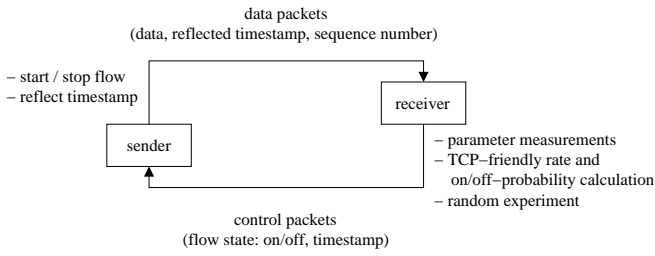 data packets
(data, reflected timestamp, sequence number)
− start / stop flow
− reflect timestamp
receiver
sender
− parameter measurements
− TCP−friendly rate and
on/off−probability calculation
− random experiment
control packets
(flow state: on/off, timestamp)